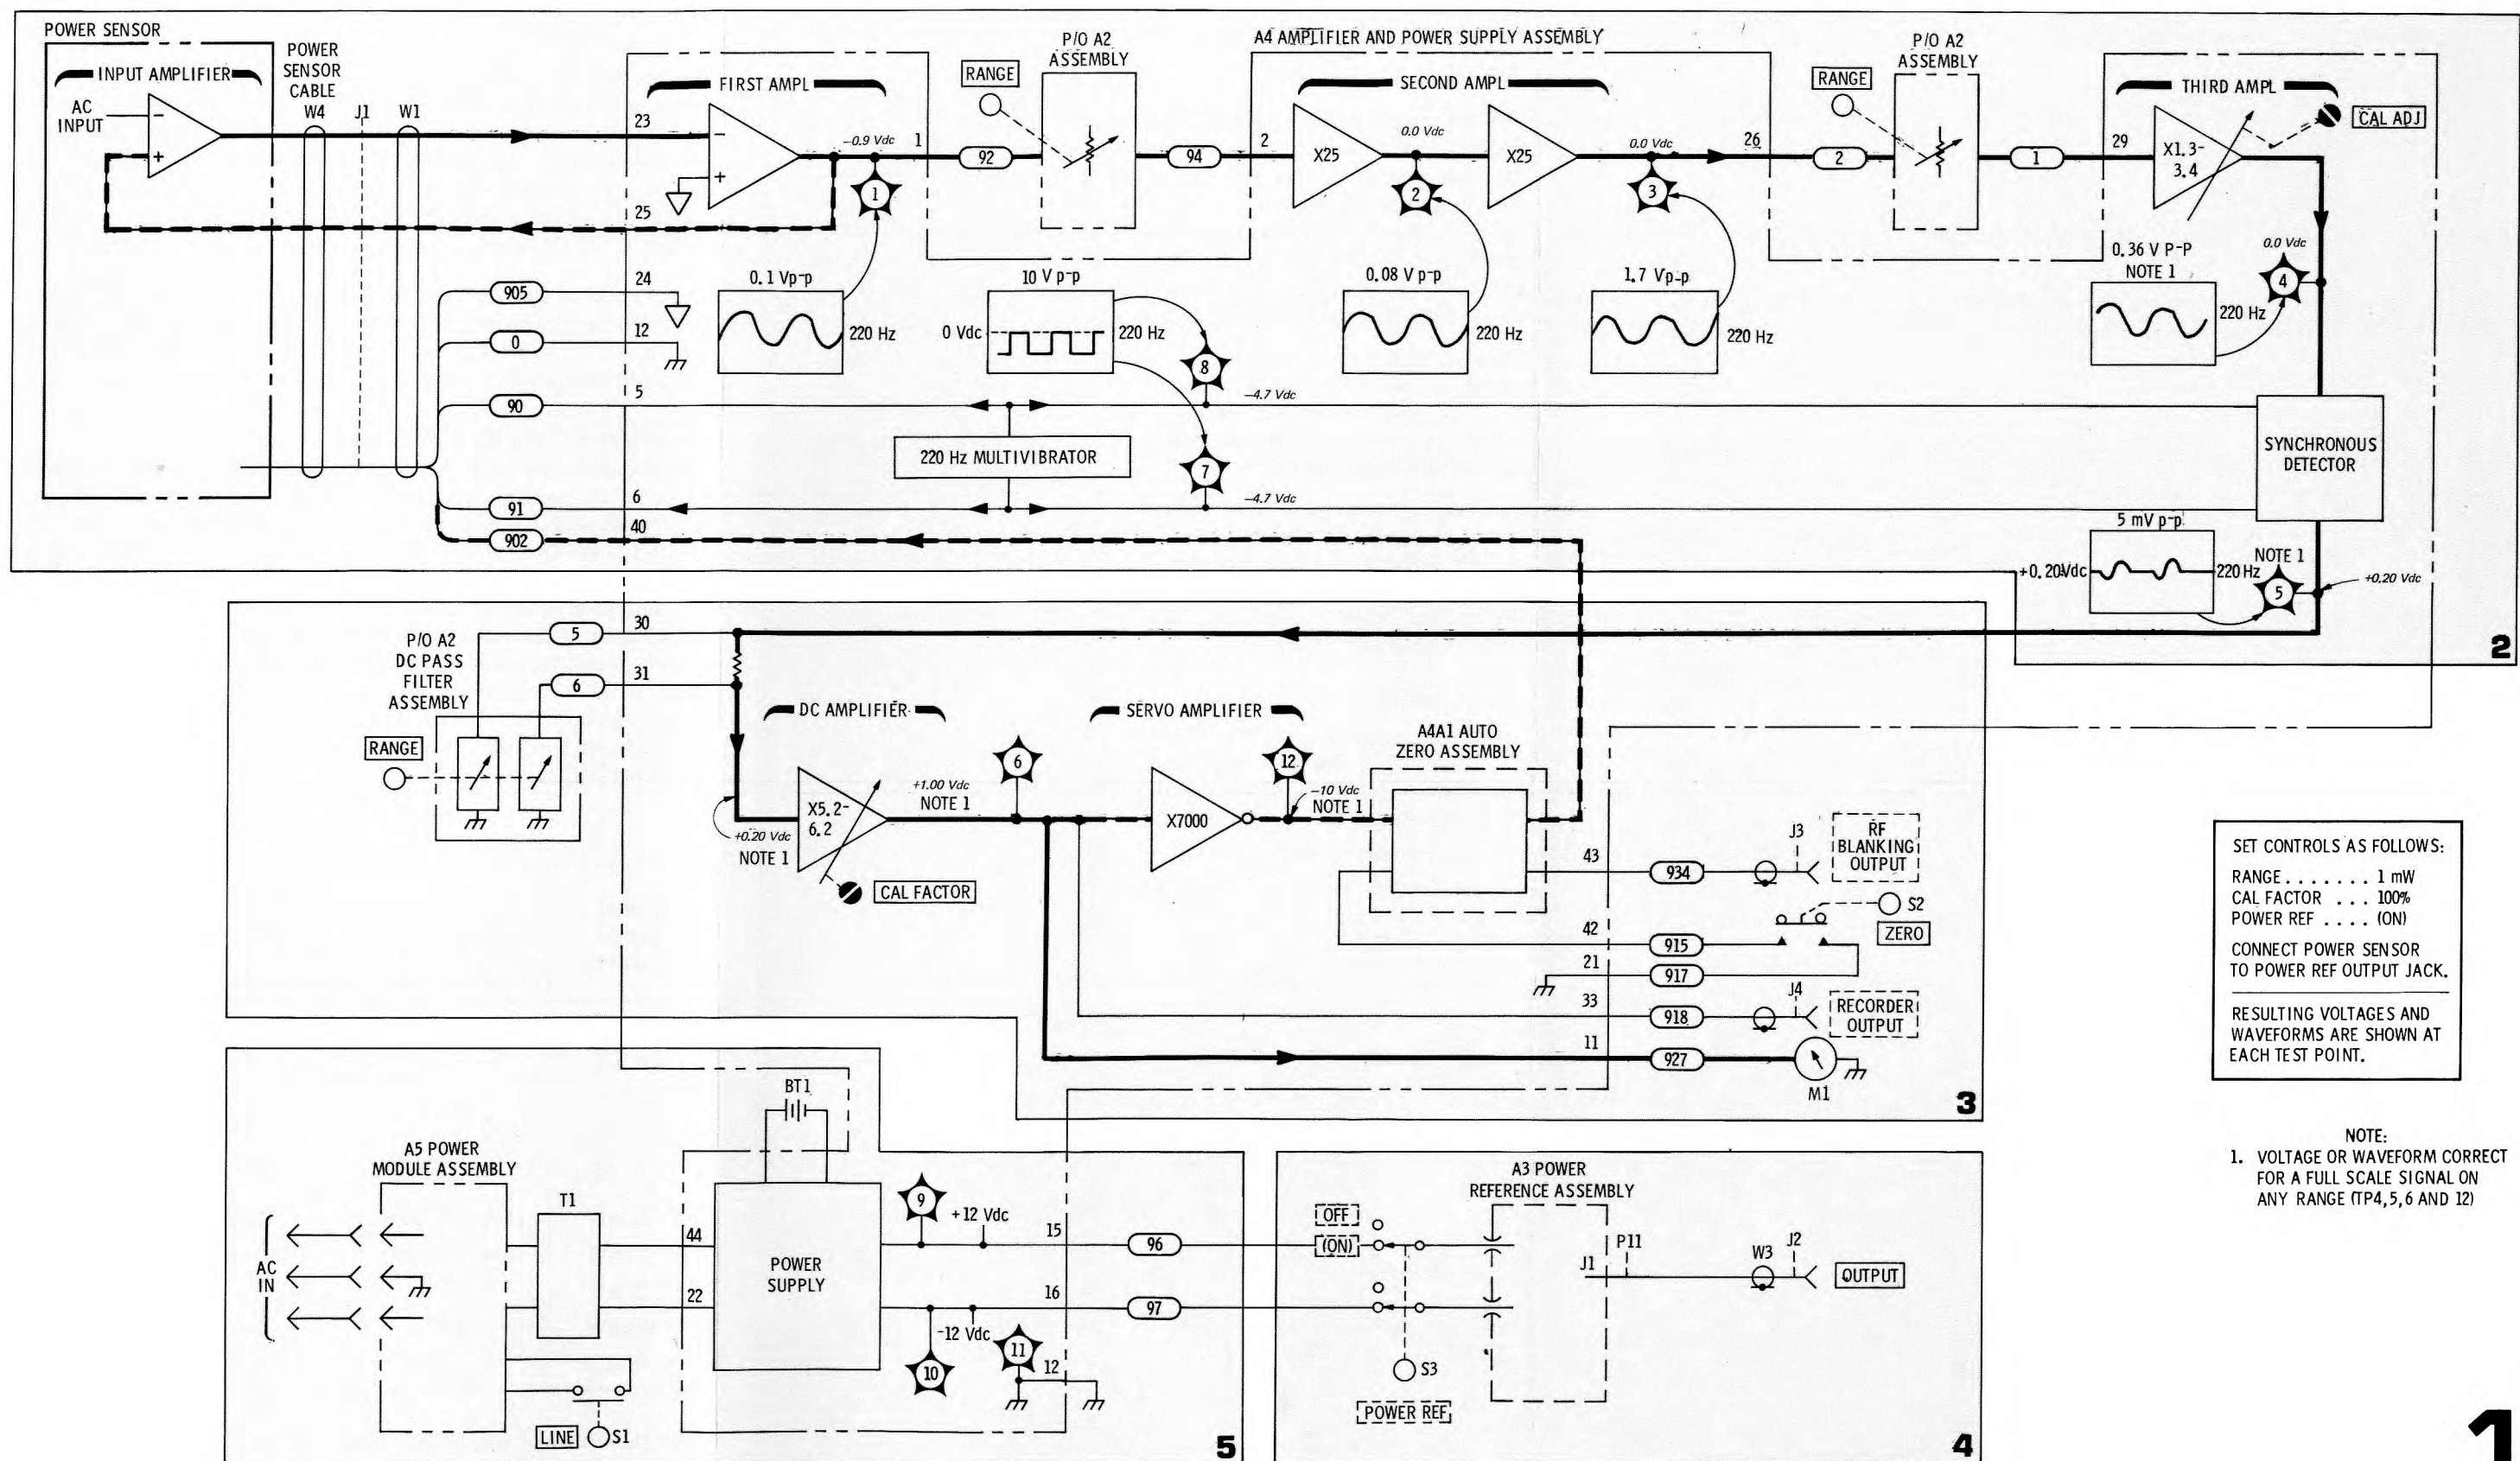 POWER SENSOR
INPUT AMPLIFIER
AC
INPUT
-
+
POWER
SENSOR
CABLE
W4
J1
W1
23
25
24
12
5
6
40
905
0
90
91
902
FIRST AMPL
-
+
-0.9 Vdc
1
1
92
RANGE
P/O A2
ASSEMBLY
94
2
A4 AMPLIFIER AND POWER SUPPLY ASSEMBLY
SECOND AMPL
X25
0.0 Vdc
2
X25
0.0 Vdc
3
26
2
RANGE
P/O A2
ASSEMBLY
1
29
THIRD AMPL
X1.3-
3.4
CAL ADJ
0.1 Vp-p
220 Hz
10 V p-p
0 Vdc
220 Hz
8
7
0.08 V p-p
220 Hz
1.7 Vp-p
220 Hz
0.36 V P-P
NOTE 1
220 Hz
0.0 Vdc
4
-4.7 Vdc
220 Hz MULTIVIBRATOR
-4.7 Vdc
SYNCHRONOUS
DETECTOR
5 mV p-p
+0.20Vdc
220 Hz
NOTE 1
5
+0.20 Vdc
2
P/O A2
DC PASS
FILTER
ASSEMBLY
RANGE
5
6
30
31
DC AMPLIFIER
X5.2-
6.2
+0.20 Vdc
NOTE 1
CAL FACTOR
+1.00 Vdc
NOTE 1
6
SERVO AMPLIFIER
X7000
12
-10 Vdc
NOTE 1
A4A1 AUTO
ZERO ASSEMBLY
43
934
J3
RF
BLANKING
OUTPUT
S2
ZERO
42
915
21
917
33
918
J4
RECORDER
OUTPUT
11
927
M1
3
SET CONTROLS AS FOLLOWS:
RANGE....... 1 mW
CAL FACTOR ... 100%
POWER REF .... (ON)
CONNECT POWER SENSOR
TO POWER REF OUTPUT JACK.
RESULTING VOLTAGES AND
WAVEFORMS ARE SHOWN AT
EACH TEST POINT.
NOTE:
1. VOLTAGE OR WAVEFORM CORRECT
FOR A FULL SCALE SIGNAL ON
ANY RANGE (TP4,5,6 AND 12)
A5 POWER
MODULE ASSEMBLY
AC
IN
T1
LINE
S1
44
22
BT1
POWER
SUPPLY
9
+12 Vdc
15
96
-12 Vdc
10
11
16
97
12
5
A3 POWER
REFERENCE ASSEMBLY
OFF
(ON)
S3
POWER REF
J1
P11
W3
J2
OUTPUT
4
1